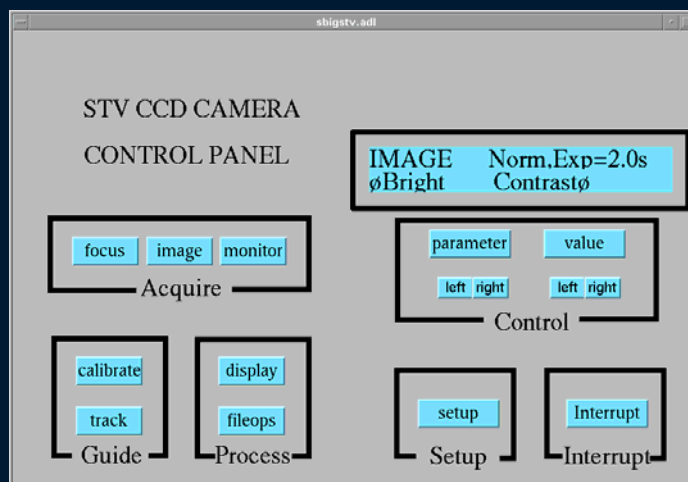 sbigstv.adl
STV CCD CAMERA
CONTROL PANEL
IMAGE Norm,Exp=2.0s
øBright Contrastø
focus image monitor
Acquire
parameter value
left right left right
Control
calibrate
track
Guide
display
fileops
Process
setup
Setup
Interrupt
Interrupt